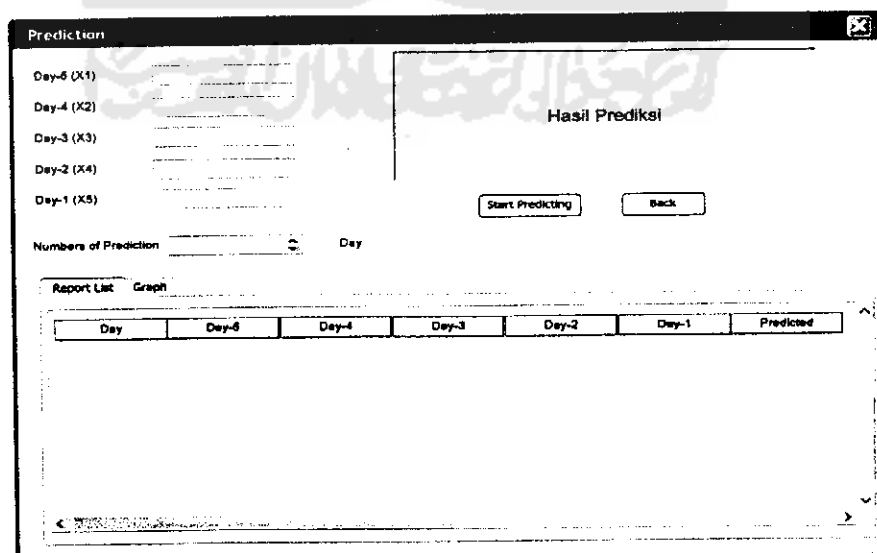 Prediction
Day-5 (X1)
Day-4 (X2)
Day-3 (X3)
Day-2 (X4)
Day-1 (X5)
Hasil Prediksi
Start Predicting
Back
Numbers of Prediction
Day
Report List
Graph
Day
Day-5
Day-4
Day-3
Day-2
Day-1
Predicted